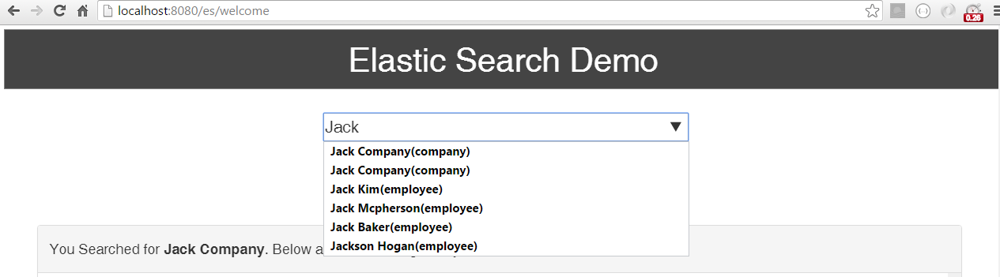 localhost:8080/es/welcome
0.26
Elastic Search Demo
Jack
Jack Company(company)
Jack Company(company)
Jack Kim(employee)
Jack Mcpherson(employee)
Jack Baker(employee)
Jackson Hogan(employee)
You Searched for Jack Company. Below a